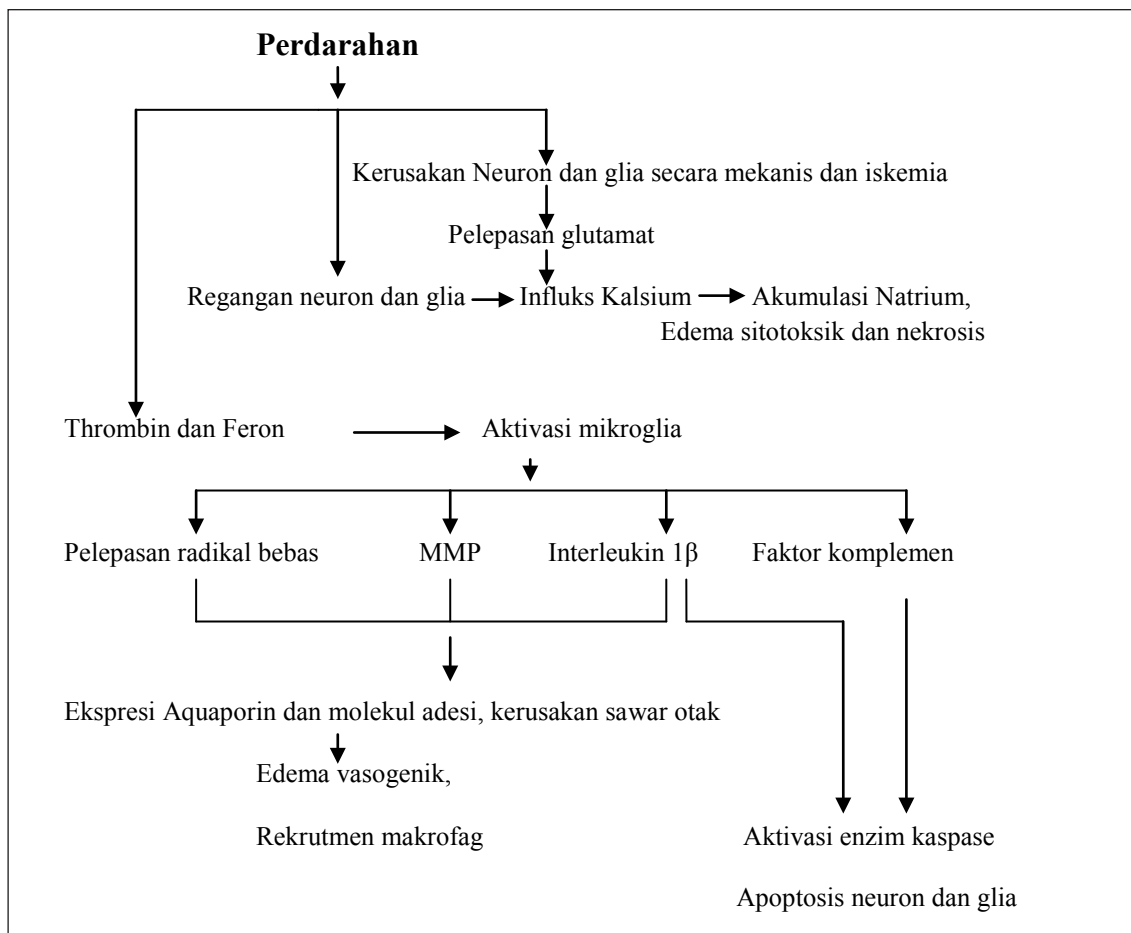 Perdarahan
Kerusakan Neuron dan glia secara mekanis dan iskemia
Pelepasan glutamat
Regangan neuron dan glia
Influks Kalsium
Akumulasi Natrium,
Edema sitotoksik dan nekrosis
Thrombin dan Feron
Aktivasi mikroglia
Pelepasan radikal bebas
MMP
Interleukin 1β
Faktor komplemen
Ekspresi Aquaporin dan molekul adesi, kerusakan sawar otak
Edema vasogenik,
Rekrutmen makrofag
Aktivasi enzim kaspase
Apoptosis neuron dan glia